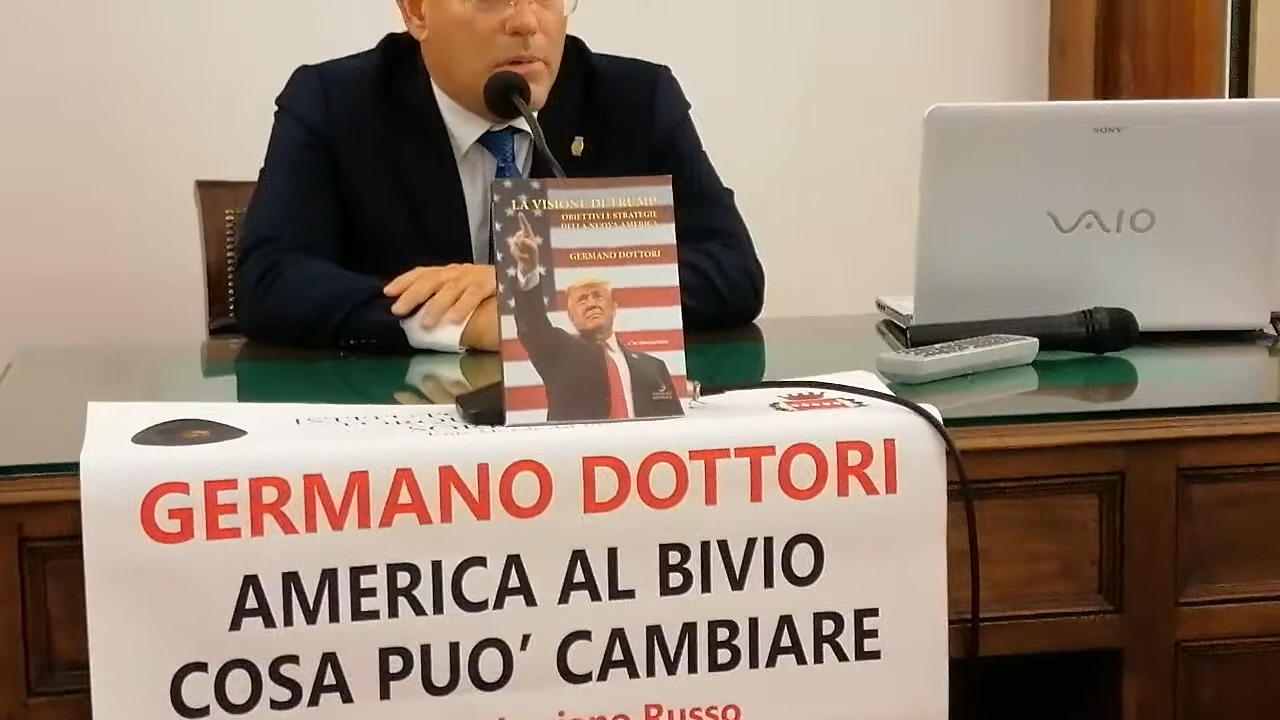 SONY
VAIO
LA VISIONE DI TRUMP
OBIETTIVI E STRATEGIE
DELLA NUOVA AMERICA
GERMANO DOTTORI
GERMANO DOTTORI
AMERICA AL BIVIO
COSA PUO’ CAMBIARE
Russo